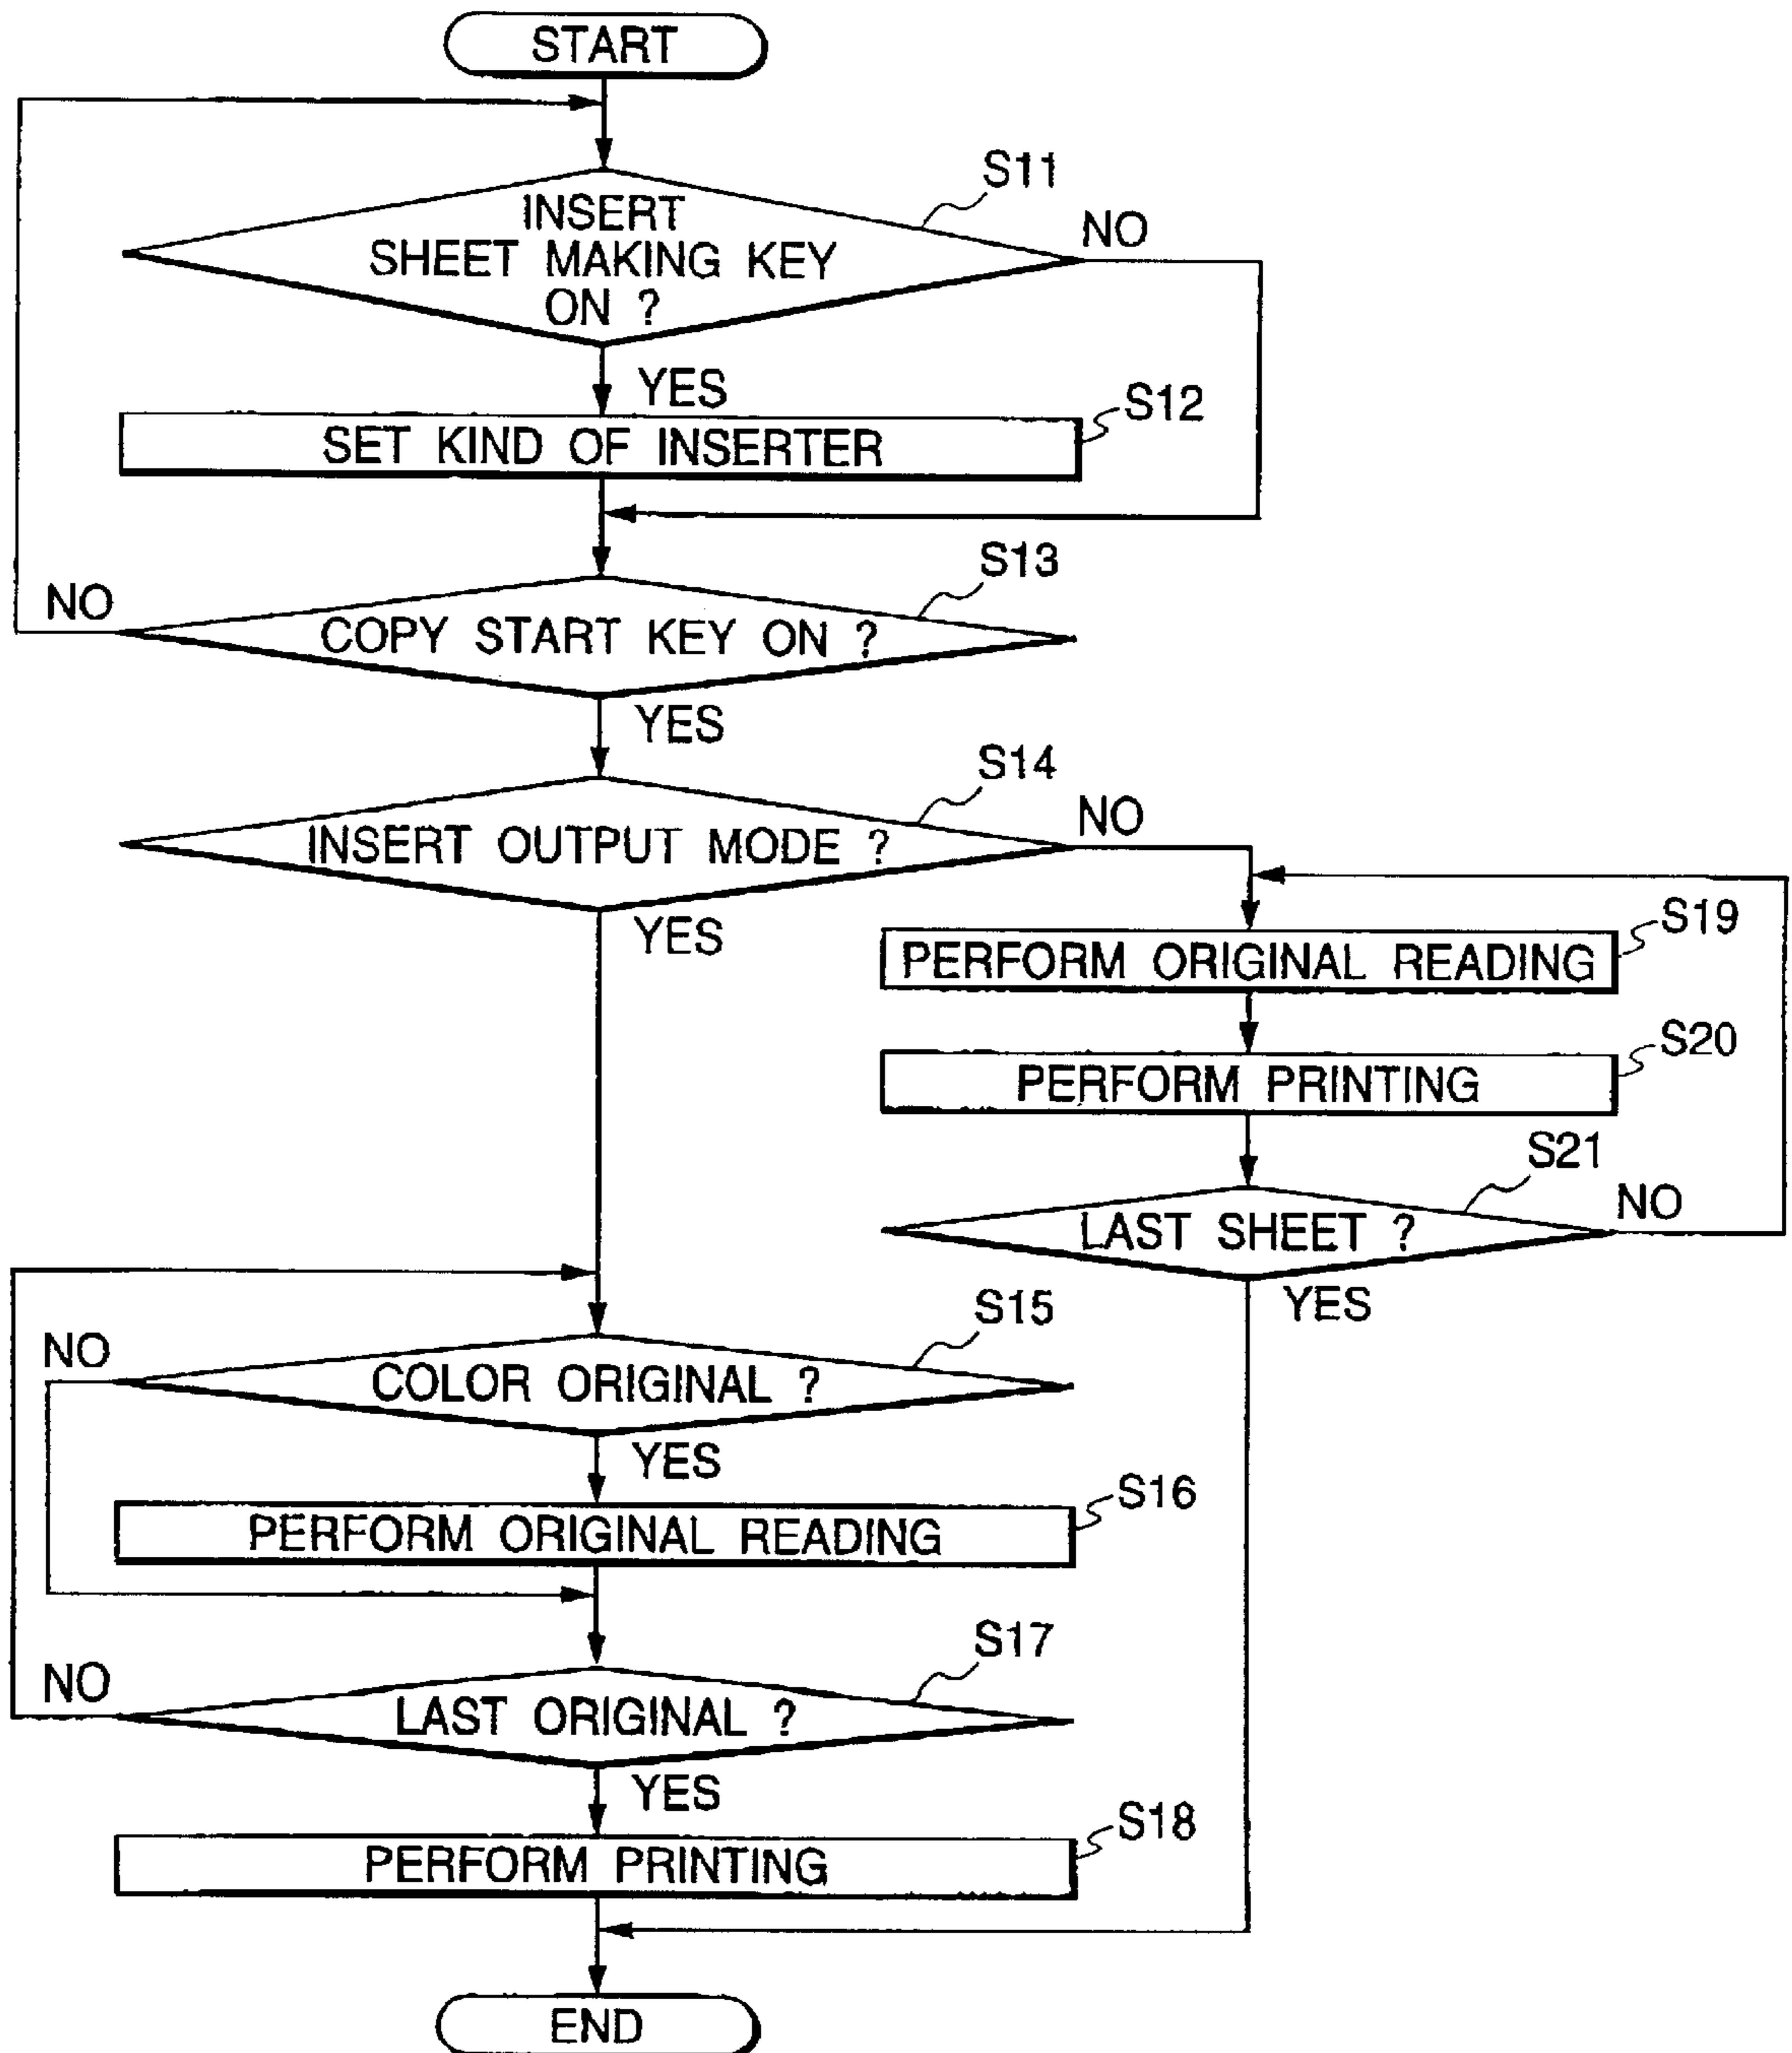 START
S11
INSERT
SHEET MAKING KEY
ON ?
NO
YES
S12
SET KIND OF INSERTER
S13
NO
COPY START KEY ON ?
YES
S14
INSERT OUTPUT MODE ?
NO
YES
S19
PERFORM ORIGINAL READING
S20
PERFORM PRINTING
S21
LAST SHEET ?
NO
YES
S15
NO
COLOR ORIGINAL ?
YES
S16
PERFORM ORIGINAL READING
S17
NO
LAST ORIGINAL ?
YES
S18
PERFORM PRINTING
END